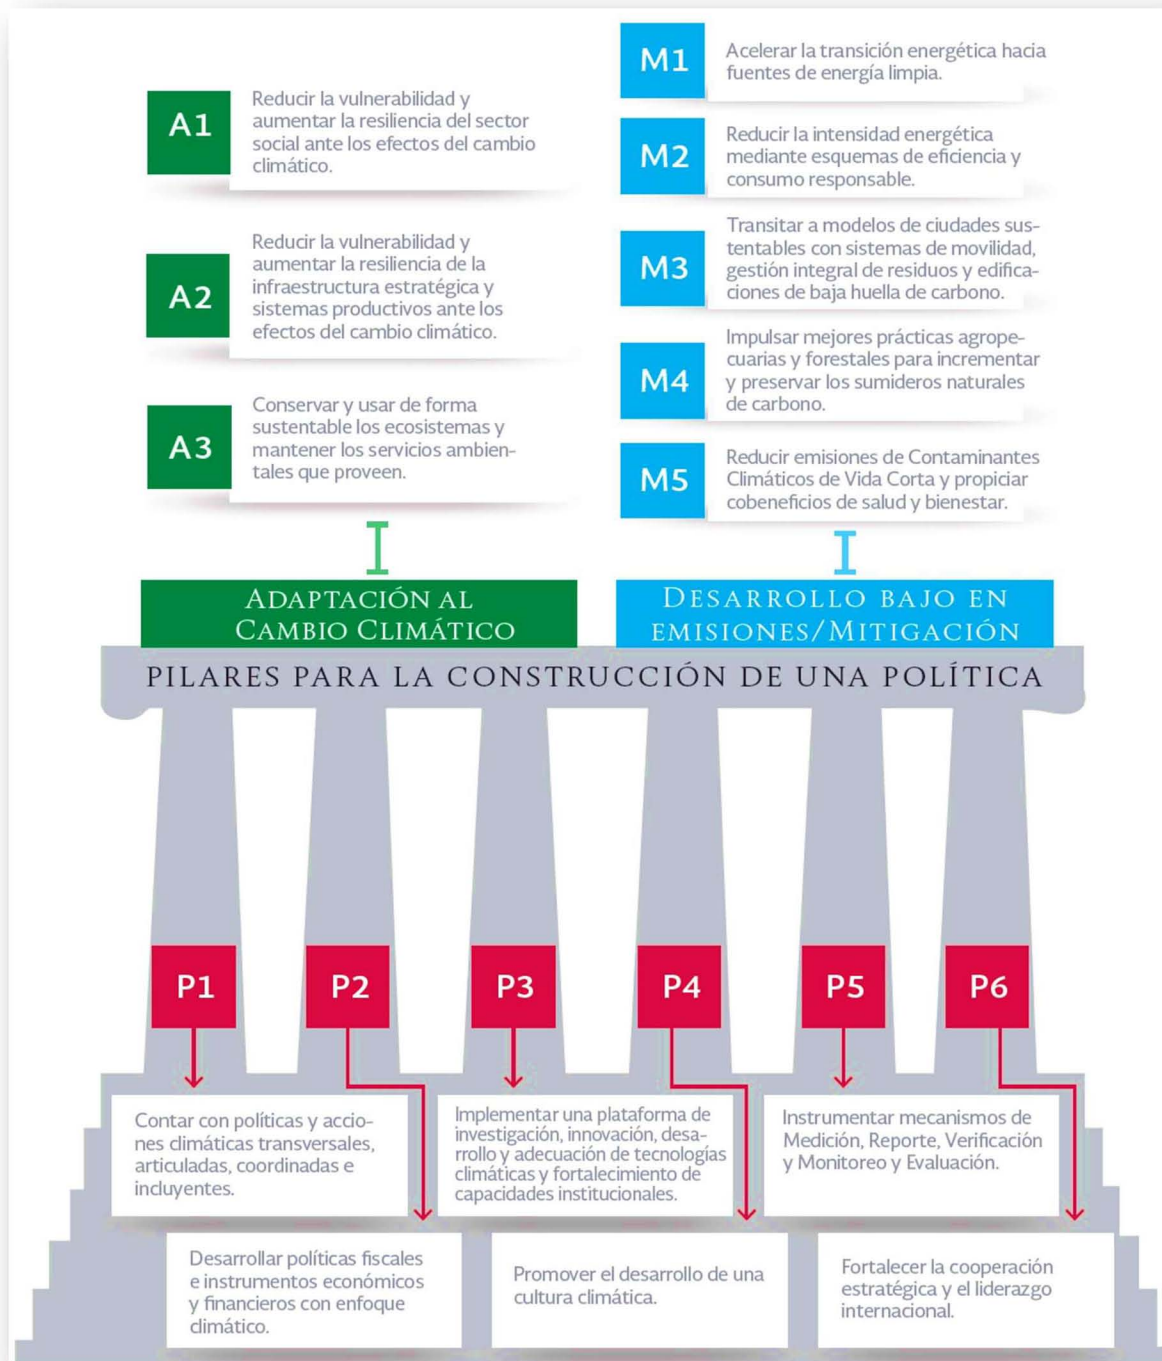 A1
Reducir la vulnerabilidad y
aumentar la resiliencia del sector
social ante los efectos del cambio
climático.
A2
Reducir la vulnerabilidad y
aumentar la resiliencia de la
infraestructura estratégica y
sistemas productivos ante los
efectos del cambio climático.
A3
Conservar y usar de forma
sustentable los ecosistemas y
mantener los servicios ambien-
tales que proveen.
M1
Acelerar la transición energética hacia
fuentes de energía limpia.
M2
Reducir la intensidad energética
mediante esquemas de eficiencia y
consumo responsable.
M3
Transitar a modelos de ciudades sus-
tentables con sistemas de movilidad,
gestión integral de residuos y edifica-
ciones de baja huella de carbono.
M4
Impulsar mejores prácticas agrope-
cuarias y forestales para incrementar
y preservar los sumideros naturales
de carbono.
M5
Reducir emisiones de Contaminantes
Climáticos de Vida Corta y propiciar
cobeneficios de salud y bienestar.
ADAPTACIÓN AL
CAMBIO CLIMÁTICO
DESARROLLO BAJO EN
EMISIONES/MITIGACIÓN
PILARES PARA LA CONSTRUCCIÓN DE UNA POLÍTICA
P1
P2
P3
P4
P5
P6
Contar con políticas y accio-
nes climáticas transversales,
articuladas, coordinadas e
incluyentes.
Implementar una plataforma de
investigación, innovación, desa-
rrollo y adecuación de tecnologías
climáticas y fortalecimiento de
capacidades institucionales.
Instrumentar mecanismos de
Medición, Reporte, Verificación
y Monitoreo y Evaluación.
Desarrollar políticas fiscales
e instrumentos económicos
y financieros con enfoque
climático.
Promover el desarrollo de una
cultura climática.
Fortalecer la cooperación
estratégica y el liderazgo
internacional.